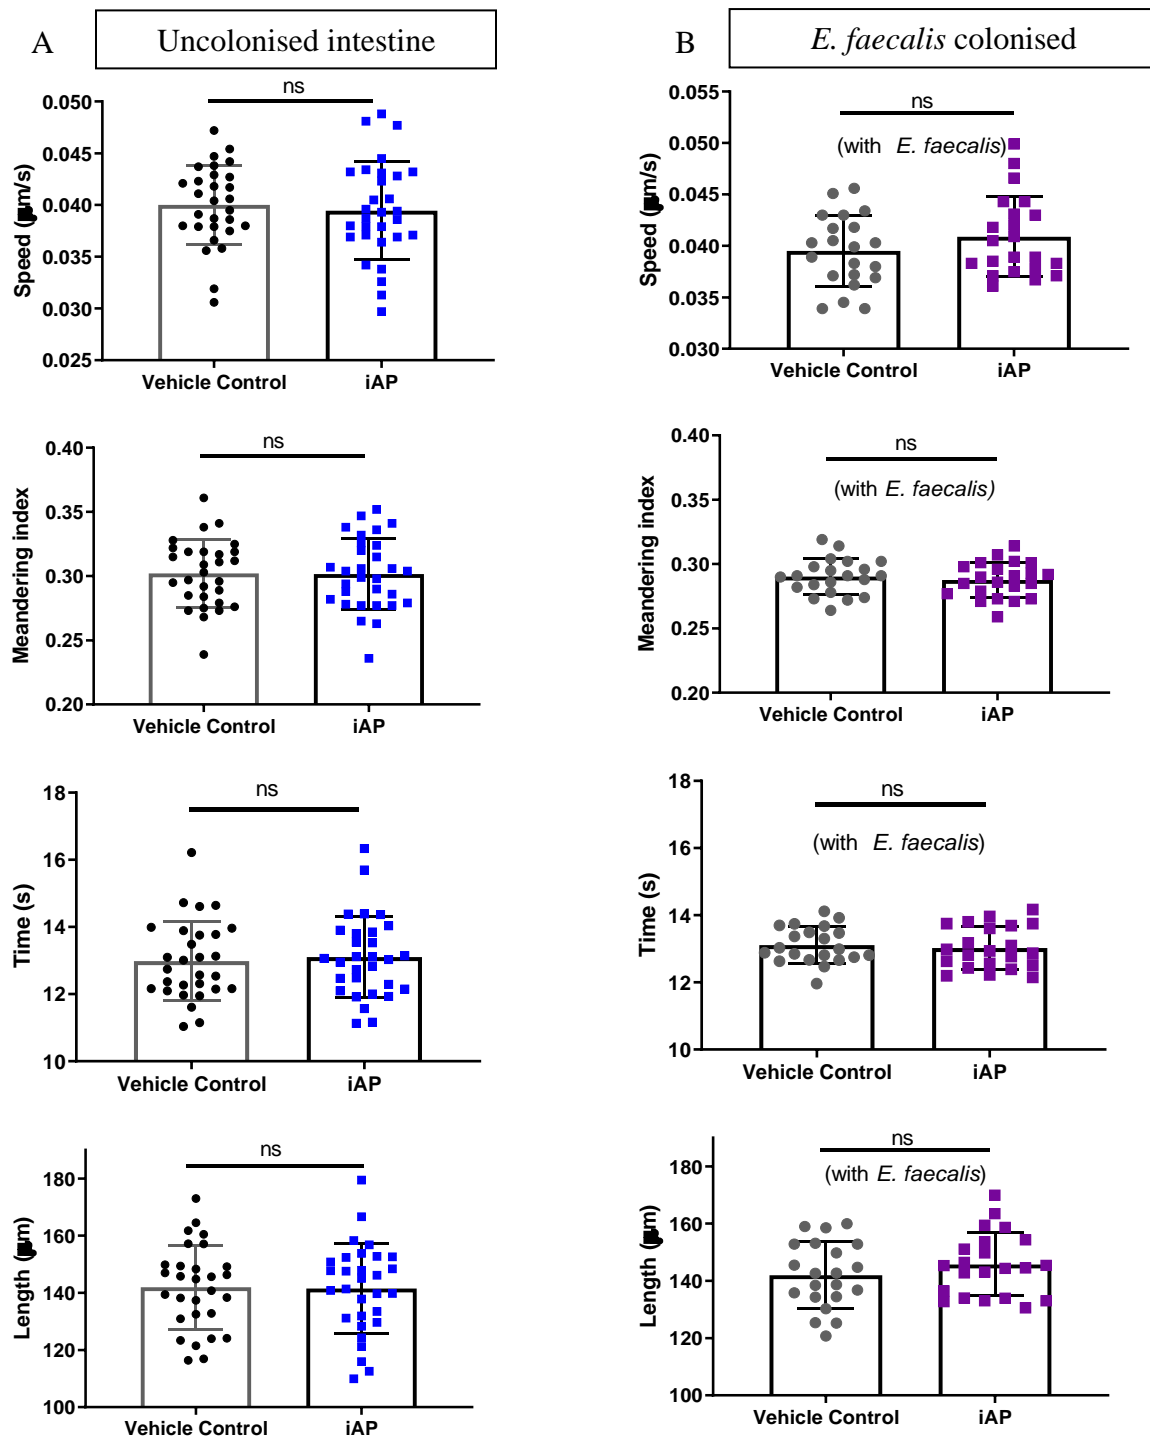 A
Uncolonised intestine
B
E. faecalis colonised
ns
0.050
0.045
0.040
0.035
0.030
0.025
Speed (μm/s)
Vehicle Control
iAP
ns
(with E. faecalis)
0.055
0.050
0.045
0.040
0.035
0.030
Speed (μm/s)
Vehicle Control
iAP
ns
0.40
0.35
0.30
0.25
0.20
Meandering index
Vehicle Control
iAP
ns
(with E. faecalis)
0.40
0.35
0.30
0.25
0.20
Meandering index
Vehicle Control
iAP
ns
18
16
14
12
10
Time (s)
Vehicle Control
iAP
ns
(with E. faecalis)
18
16
14
12
10
Time (s)
Vehicle Control
iAP
ns
180
160
140
120
100
Length (μm)
Vehicle Control
iAP
ns
(with E. faecalis)
180
160
140
120
100
Length (μm)
Vehicle Control
iAP